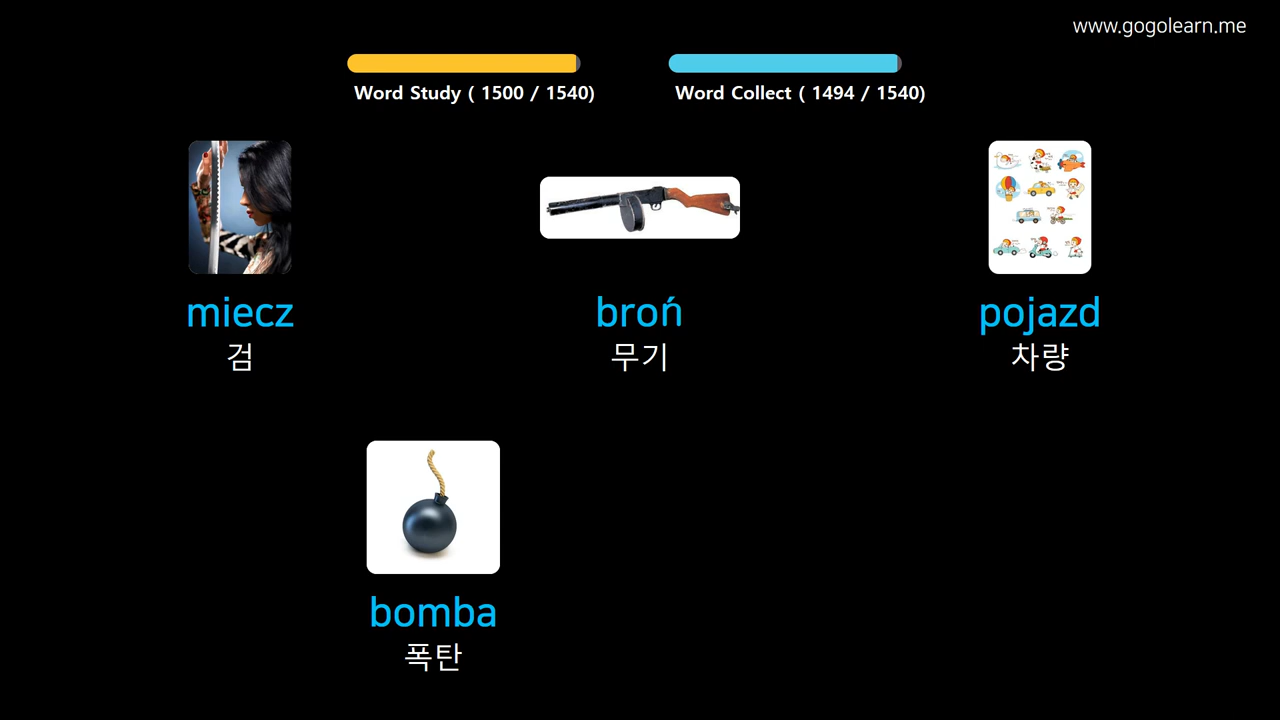 www.gogolearn.me
Word Study ( 1500 / 1540)
Word Collect ( 1494 / 1540)
miecz
검
broń
무기
pojazd
차량
bomba
폭탄